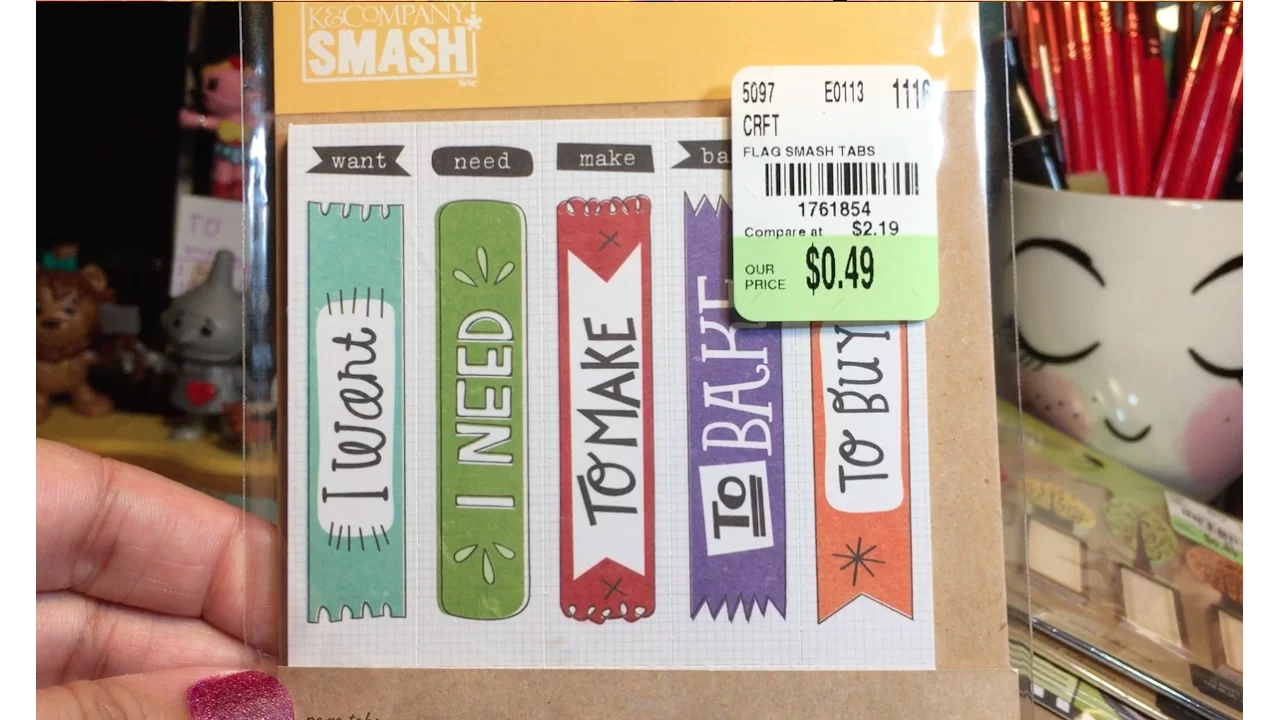 K&COMPANY
SMASH
5097 E0113
CRFT
FLAG SMASH TABS
1761854
Compare at $2.19
OUR PRICE $0.49
want
need
make
I Want
I NEED
TO MAKE
TO BAKE
TO BUY
TO